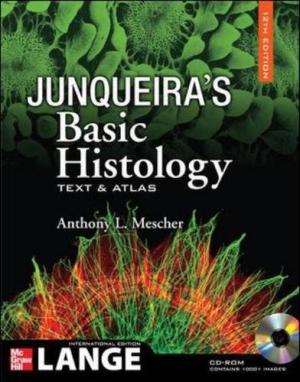 12TH EDITION
JUNQUEIRA'S
Basic Histology
TEXT & ATLAS
Anthony L. Mescher
Mc
Graw
Hill
INTERNATIONAL EDITION
LANGE
CD-ROM
CONTAINS 1000+ IMAGES